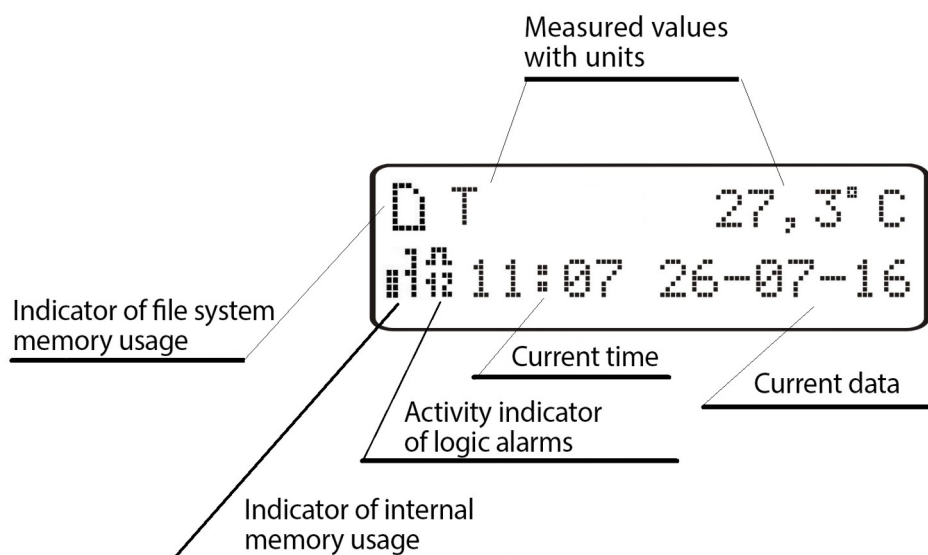 Measured values
with units
T 27,3°C
11:07 26-07-16
Indicator of file system
memory usage
Current time
Current data
Activity indicator
of logic alarms
Indicator of internal
memory usage